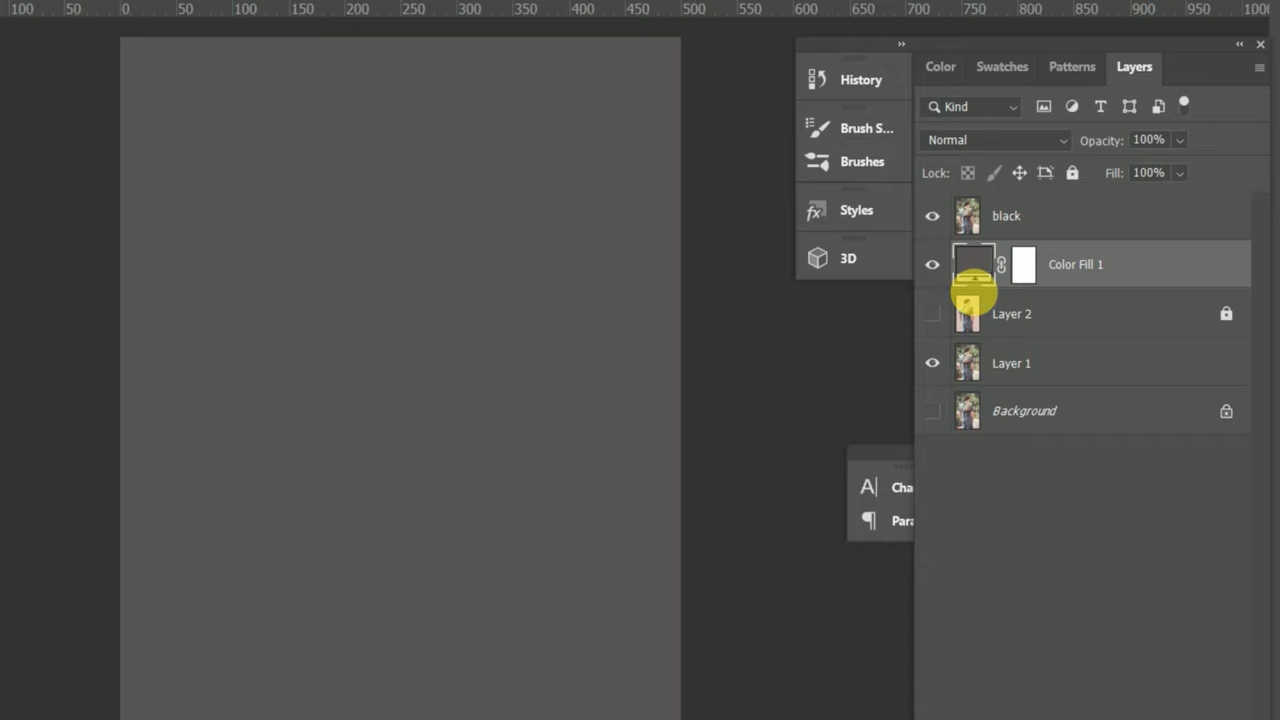 100 50 0 50 100 150 200 250 300 350 400 450 500 550 600 650 700 750 800 850 900 950 1000
Color Swatches Patterns Layers
History
Kind
Brush S...
Normal Opacity: 100%
Brushes
Lock: Fill: 100%
Styles
black
3D
Color Fill 1
Layer 2
Layer 1
Background
Cha
Para